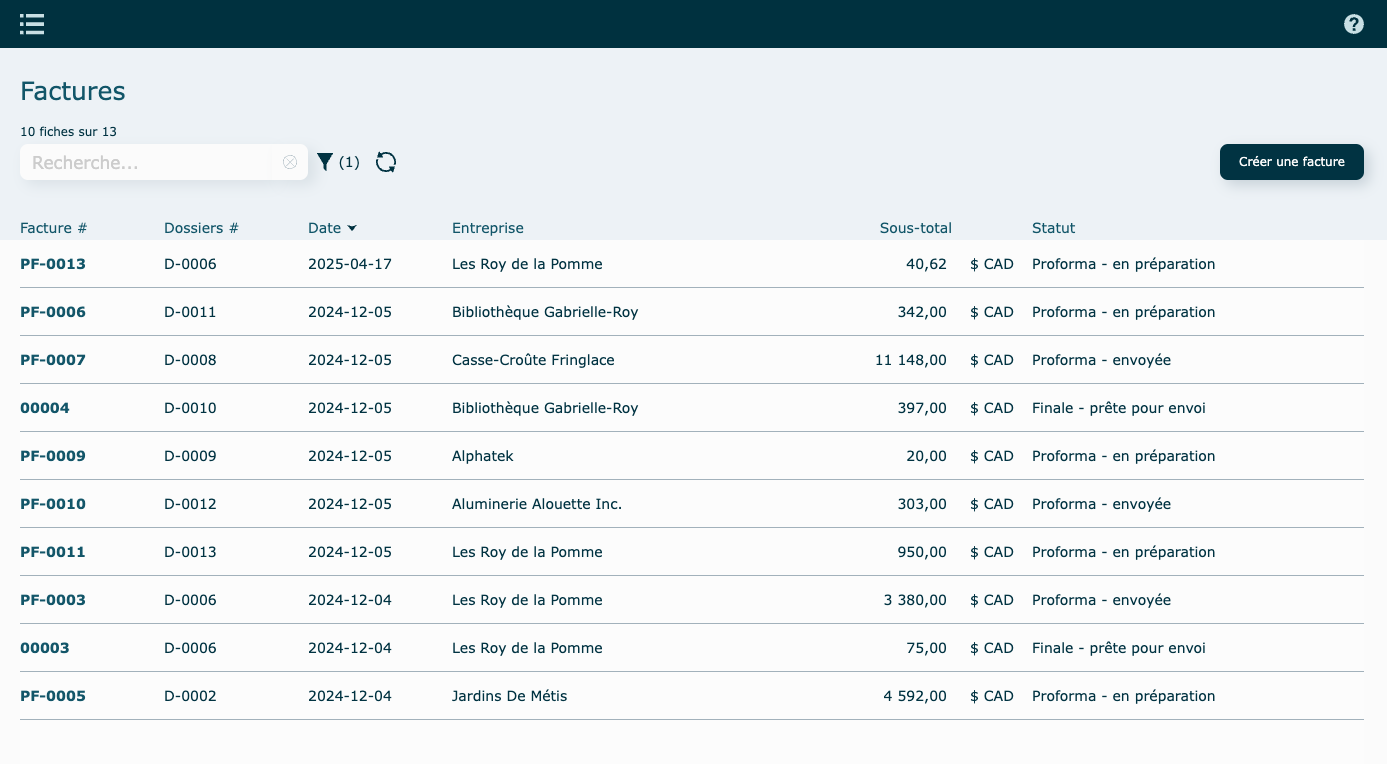 Factures
10 fiches sur 13
Recherche...
(1)
Créer une facture
Facture # Dossiers # Date Entreprise Sous-total Statut
PF-0013 D-0006 2025-04-17 Les Roy de la Pomme 40,62 $ CAD Proforma - en préparation
PF-0006 D-0011 2024-12-05 Bibliothèque Gabrielle-Roy 342,00 $ CAD Proforma - en préparation
PF-0007 D-0008 2024-12-05 Casse-Croûte Fringlace 11 148,00 $ CAD Proforma - envoyée
00004 D-0010 2024-12-05 Bibliothèque Gabrielle-Roy 397,00 $ CAD Finale - prête pour envoi
PF-0009 D-0009 2024-12-05 Alphatek 20,00 $ CAD Proforma - en préparation
PF-0010 D-0012 2024-12-05 Aluminerie Alouette Inc. 303,00 $ CAD Proforma - envoyée
PF-0011 D-0013 2024-12-05 Les Roy de la Pomme 950,00 $ CAD Proforma - en préparation
PF-0003 D-0006 2024-12-04 Les Roy de la Pomme 3 380,00 $ CAD Proforma - envoyée
00003 D-0006 2024-12-04 Les Roy de la Pomme 75,00 $ CAD Finale - prête pour envoi
PF-0005 D-0002 2024-12-04 Jardins De Métis 4 592,00 $ CAD Proforma - en préparation